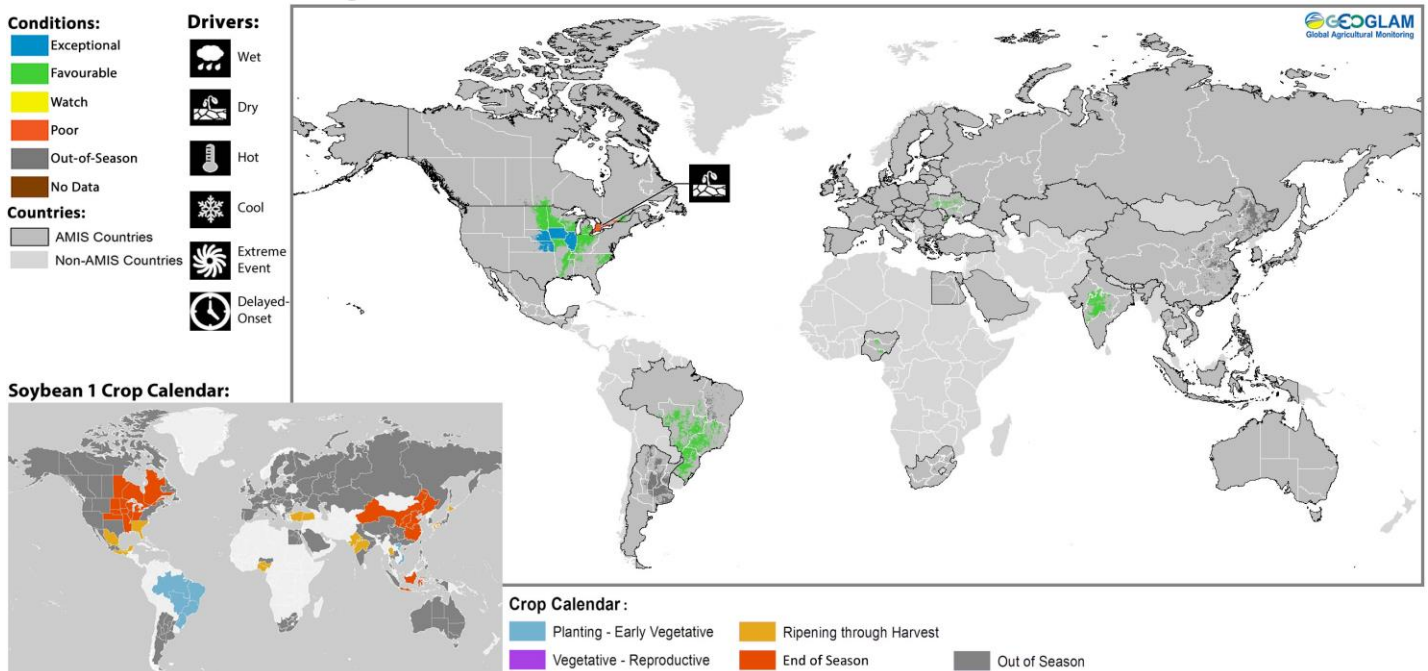 Conditions:
Exceptional
Favourable
Watch
Poor
Out-of-Season
No Data
Countries:
AMIS Countries
Non-AMIS Countries
Drivers:
Wet
Dry
Hot
Cool
Extreme
Event
Delayed-
Onset
GEOGLAM
Global Agricultural Monitoring
Soybean 1 Crop Calendar:
Crop Calendar :
Planting - Early Vegetative
Vegetative - Reproductive
Ripening through Harvest
End of Season
Out of Season